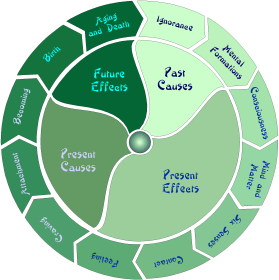 Ignorance
Mental
Formations
Consciousness
Mind and
Matter
Six Senses
Contact
Feeling
Craving
Attachment
Becoming
Birth
Aging
and Death
Past
Causes
Present
Effects
Present
Causes
Future
Effects